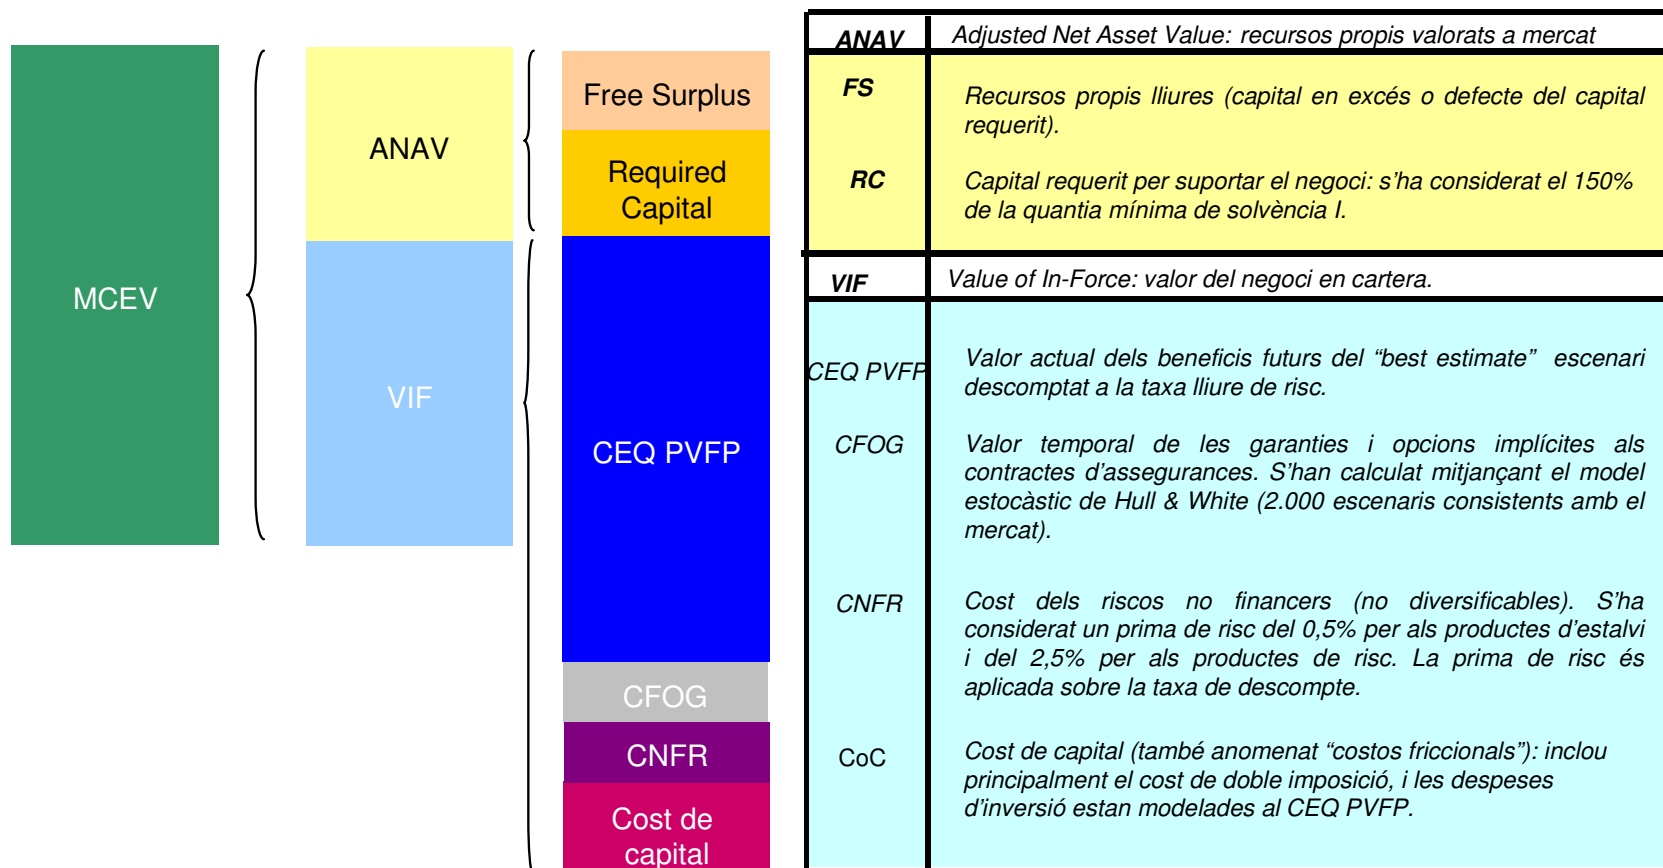 MCEV
ANAV
VIF
Free Surplus
Required
Capital
CEQ PVFP
CFOG
CNFR
Cost de
capital
ANAV Adjusted Net Asset Value: recursos propis valorats a mercat
FS Recursos propis lliures (capital en excés o defecte del capital
requerit).
RC Capital requerit per suportar el negoci: s’ha considerat el 150%
de la quantia mínima de solvència I.
VIF Value of In-Force: valor del negoci en cartera.
CEQ PVFP Valor actual dels beneficis futurs del “best estimate” escenari
descomptat a la taxa lliure de risc.
CFOG Valor temporal de les garanties i opcions implícites als
contractes d’assegurances. S’han calculat mitjançant el model
estocàstic de Hull & White (2.000 escenaris consistents amb el
mercat).
CNFR Cost dels riscos no financers (no diversificables). S’ha
considerat un prima de risc del 0,5% per als productes d’estalvi
i del 2,5% per als productes de risc. La prima de risc és
aplicada sobre la taxa de descompte.
CoC Cost de capital (també anomenat “costos friccionals”): inclou
principalment el cost de doble imposició, i les despeses
d’inversió estan modelades al CEQ PVFP.